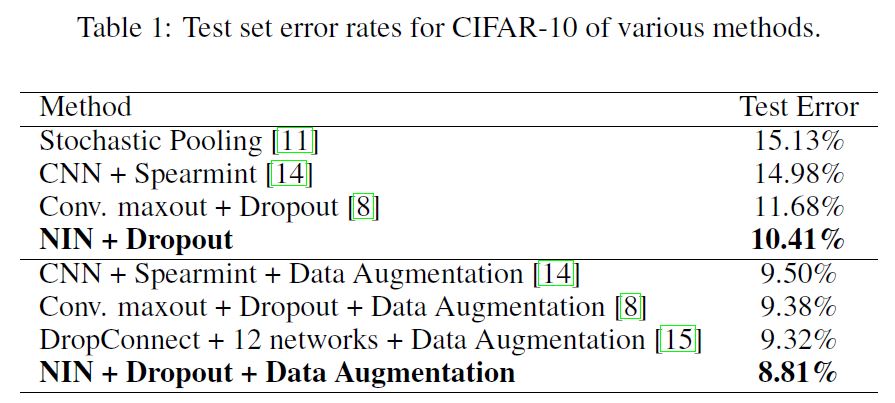 Table 1: Test set error rates for CIFAR-10 of various methods.
Method Test Error
Stochastic Pooling [11] 15.13%
CNN + Spearmint [14] 14.98%
Conv. maxout + Dropout [8] 11.68%
NIN + Dropout 10.41%
CNN + Spearmint + Data Augmentation [14] 9.50%
Conv. maxout + Dropout + Data Augmentation [8] 9.38%
DropConnect + 12 networks + Data Augmentation [15] 9.32%
NIN + Dropout + Data Augmentation 8.81%